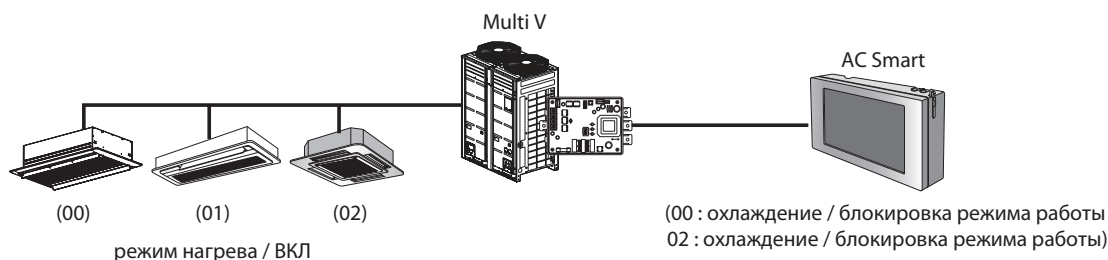 Multi V
AC Smart
(00)
(01)
(02)
режим нагрева / ВКЛ
(00 : охлаждение / блокировка режима работы
02 : охлаждение / блокировка режима работы)